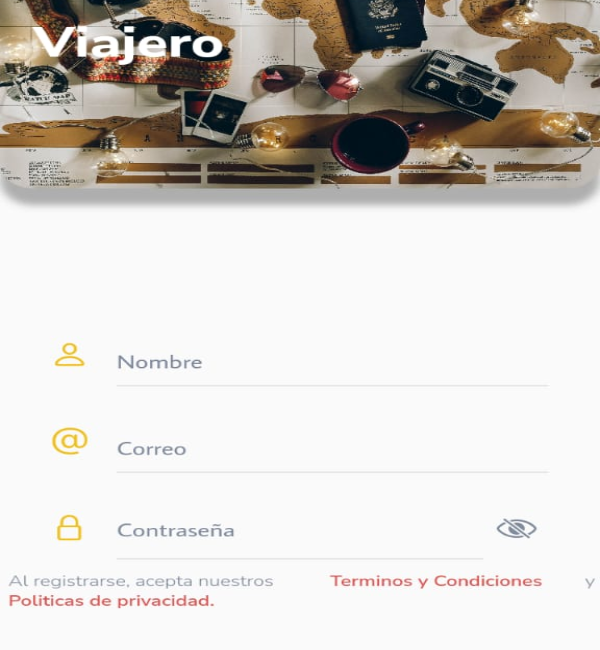 Viajero
Nombre
Correo
Contraseña
Al registrarse, acepta nuestros Terminos y Condiciones y
Politicas de privacidad.